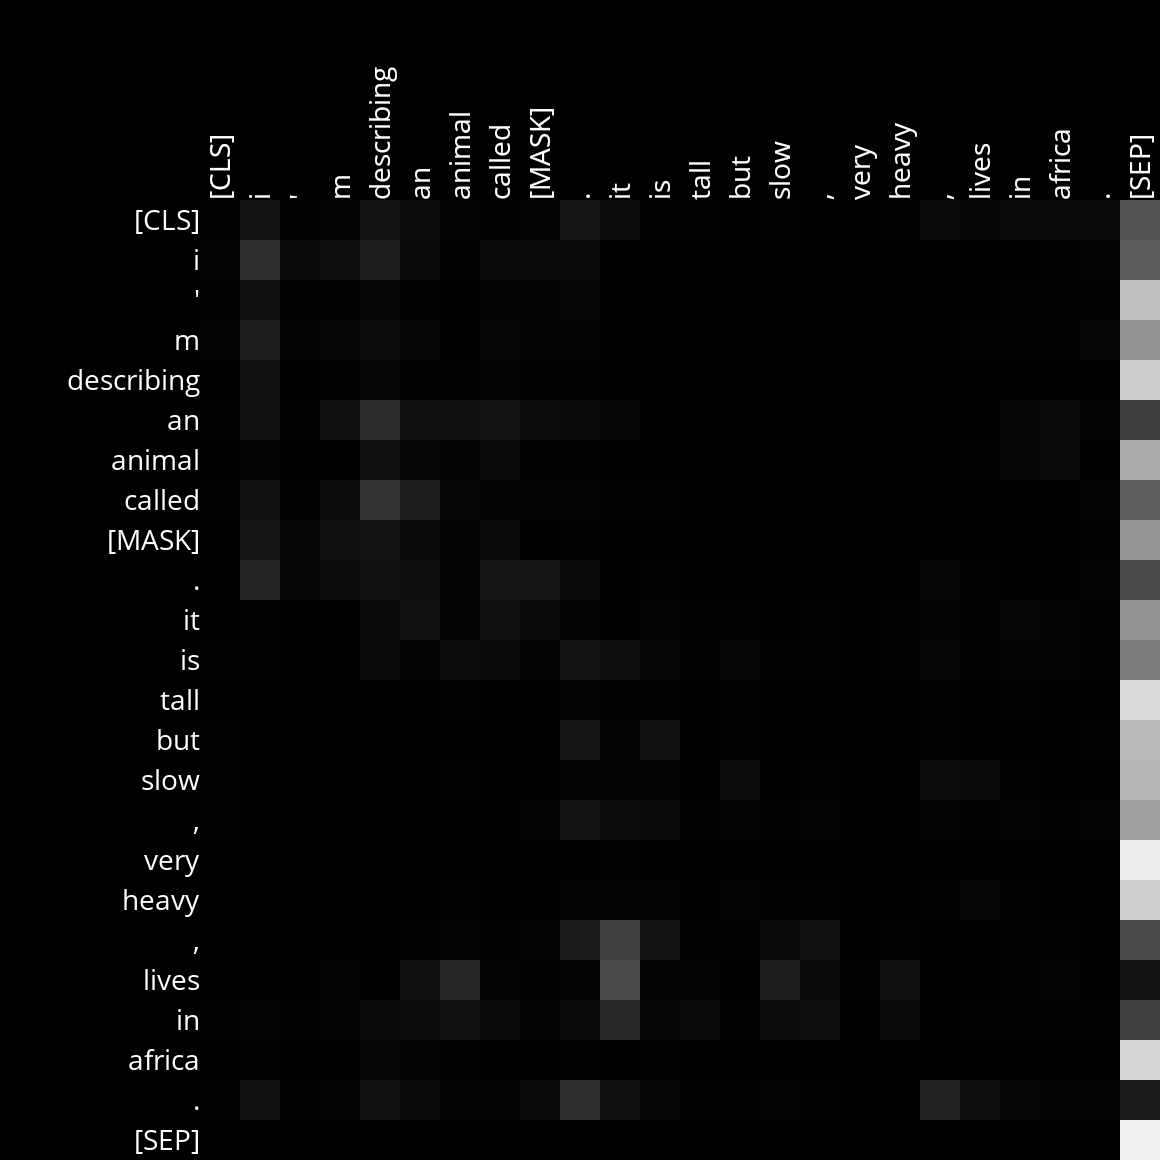 [CLS] i ' m describing an animal called [MASK] . it is tall but slow , very heavy , lives in africa . [SEP]
[CLS]
i
'
m
describing
an
animal
called
[MASK]
.
it
is
tall
but
slow
,
very
heavy
,
lives
in
africa
.
[SEP]